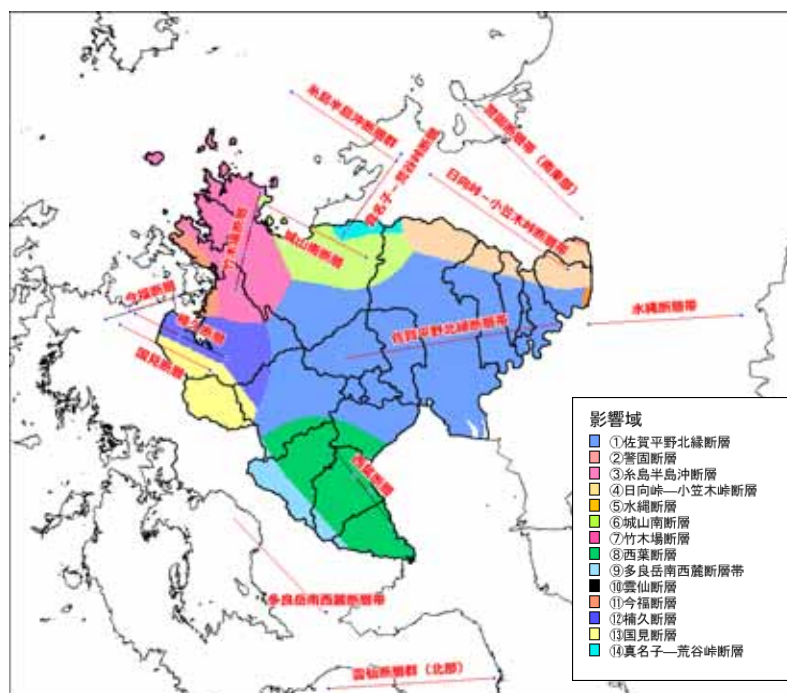 糸島半島沖断層群
警固断層帯（南東部）
真名子－荒谷峠断層
日向峠－小笠木峠断層帯
竹木場断層
城山南断層
今福断層
楠久断層
国見断層
佐賀平野北縁断層帯
水縄断層帯
西葉断層
多良岳南西麓断層帯
雲仙断層群（北部）
影響域
①佐賀平野北縁断層
②警固断層
③糸島半島沖断層
④日向峠―小笠木峠断層
⑤水縄断層
⑥城山南断層
⑦竹木場断層
⑧西葉断層
⑨多良岳南西麓断層帯
⑩雲仙断層
⑪今福断層
⑫楠久断層
⑬国見断層
⑭真名子―荒谷峠断層